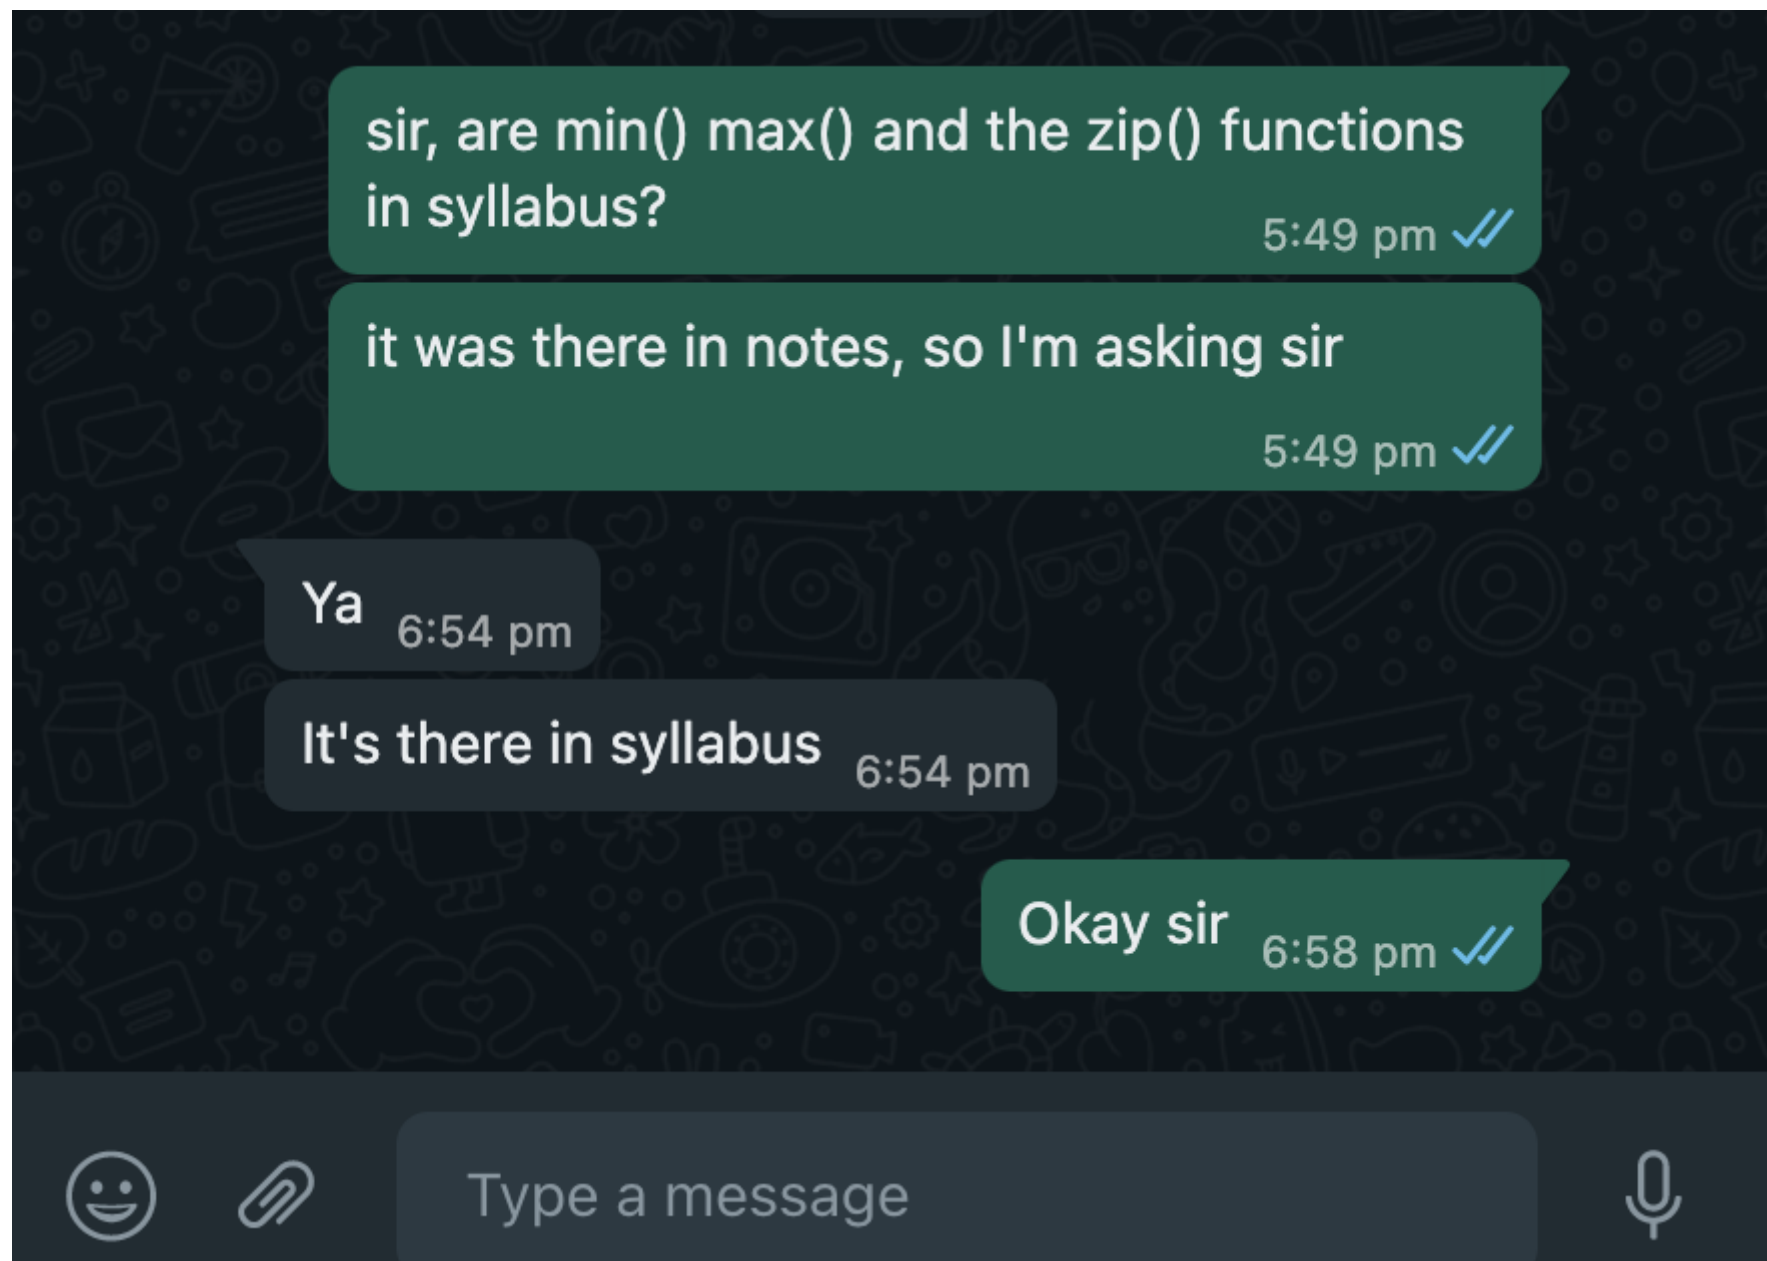 sir, are min() max() and the zip() functions
in syllabus?
5:49 pm
it was there in notes, so I'm asking sir
5:49 pm
Ya 6:54 pm
It's there in syllabus 6:54 pm
Okay sir 6:58 pm
Type a message